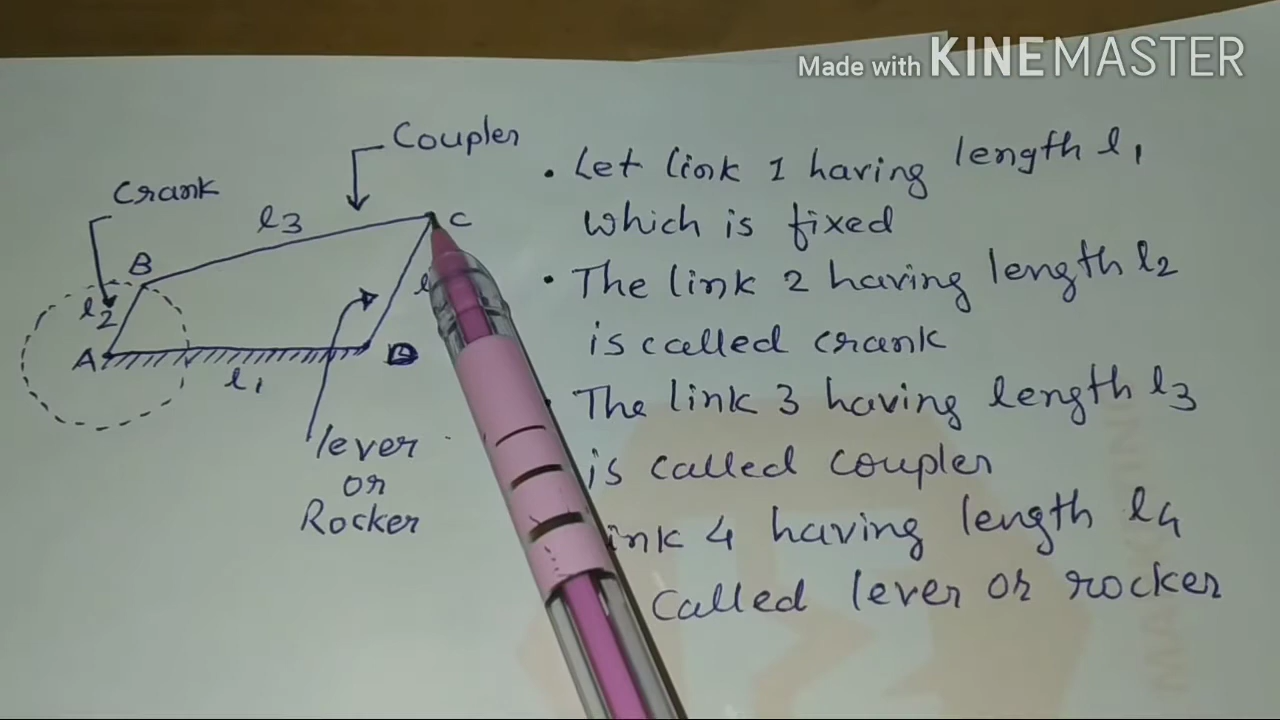 Made with KINEMASTER
Coupler
Crank
l3
C
B
l2
A
D
l1
lever
or
Rocker
• Let link 1 having length l1
which is fixed
• The link 2 having length l2
is called crank
The link 3 having length l3
is called coupler
ink 4 having length l4
called lever or rocker